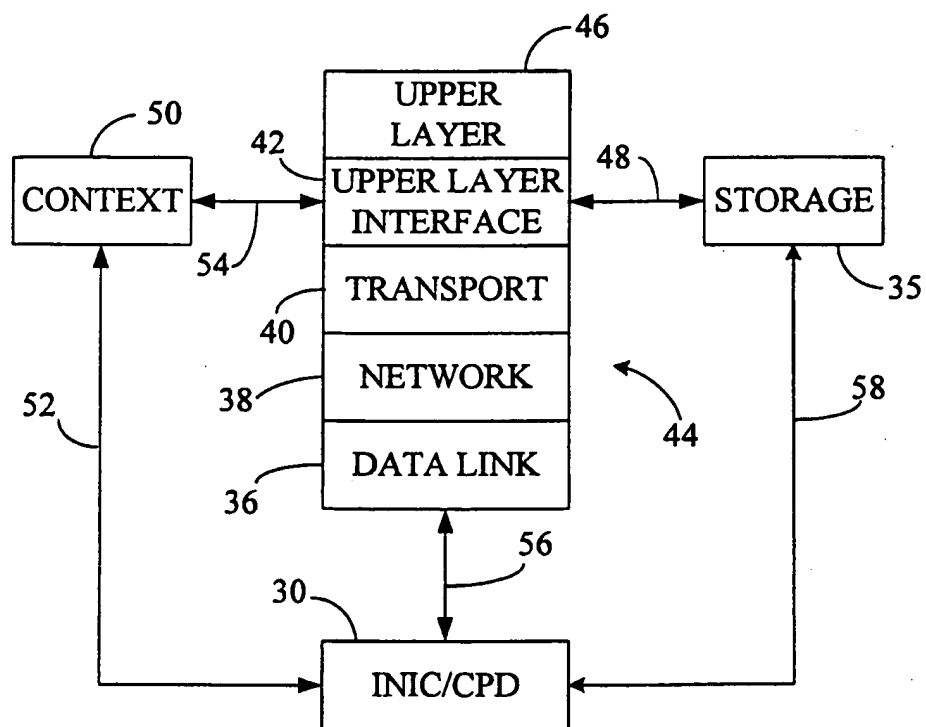 46
UPPER
LAYER
50
42
48
CONTEXT
UPPER LAYER
INTERFACE
STORAGE
54
TRANSPORT
35
40
NETWORK
38
52
58
44
DATA LINK
36
56
30
INIC/CPD